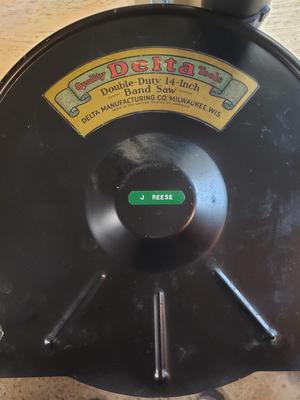 Quality Delta Tools
Double-Duty 14-Inch
Band Saw
DELTA MANUFACTURING CO. MILWAUKEE, WIS.
J REESE